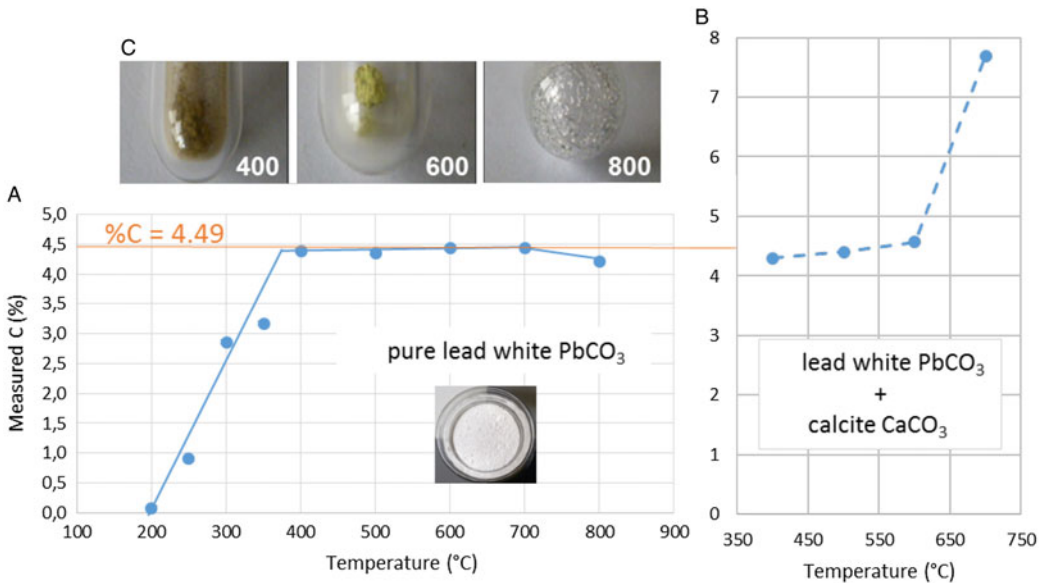 C
400
600
800
A
5,0
4,5
4,0
3,5
3,0
2,5
2,0
1,5
1,0
0,5
0,0
Measured C (%)
%C = 4.49
pure lead white PbCO₃
100 200 300 400 500 600 700 800 900
Temperature (°C)
B
8
7
6
5
4
3
2
1
0
lead white PbCO₃
+
calcite CaCO₃
350 450 550 650 750
Temperature (°C)